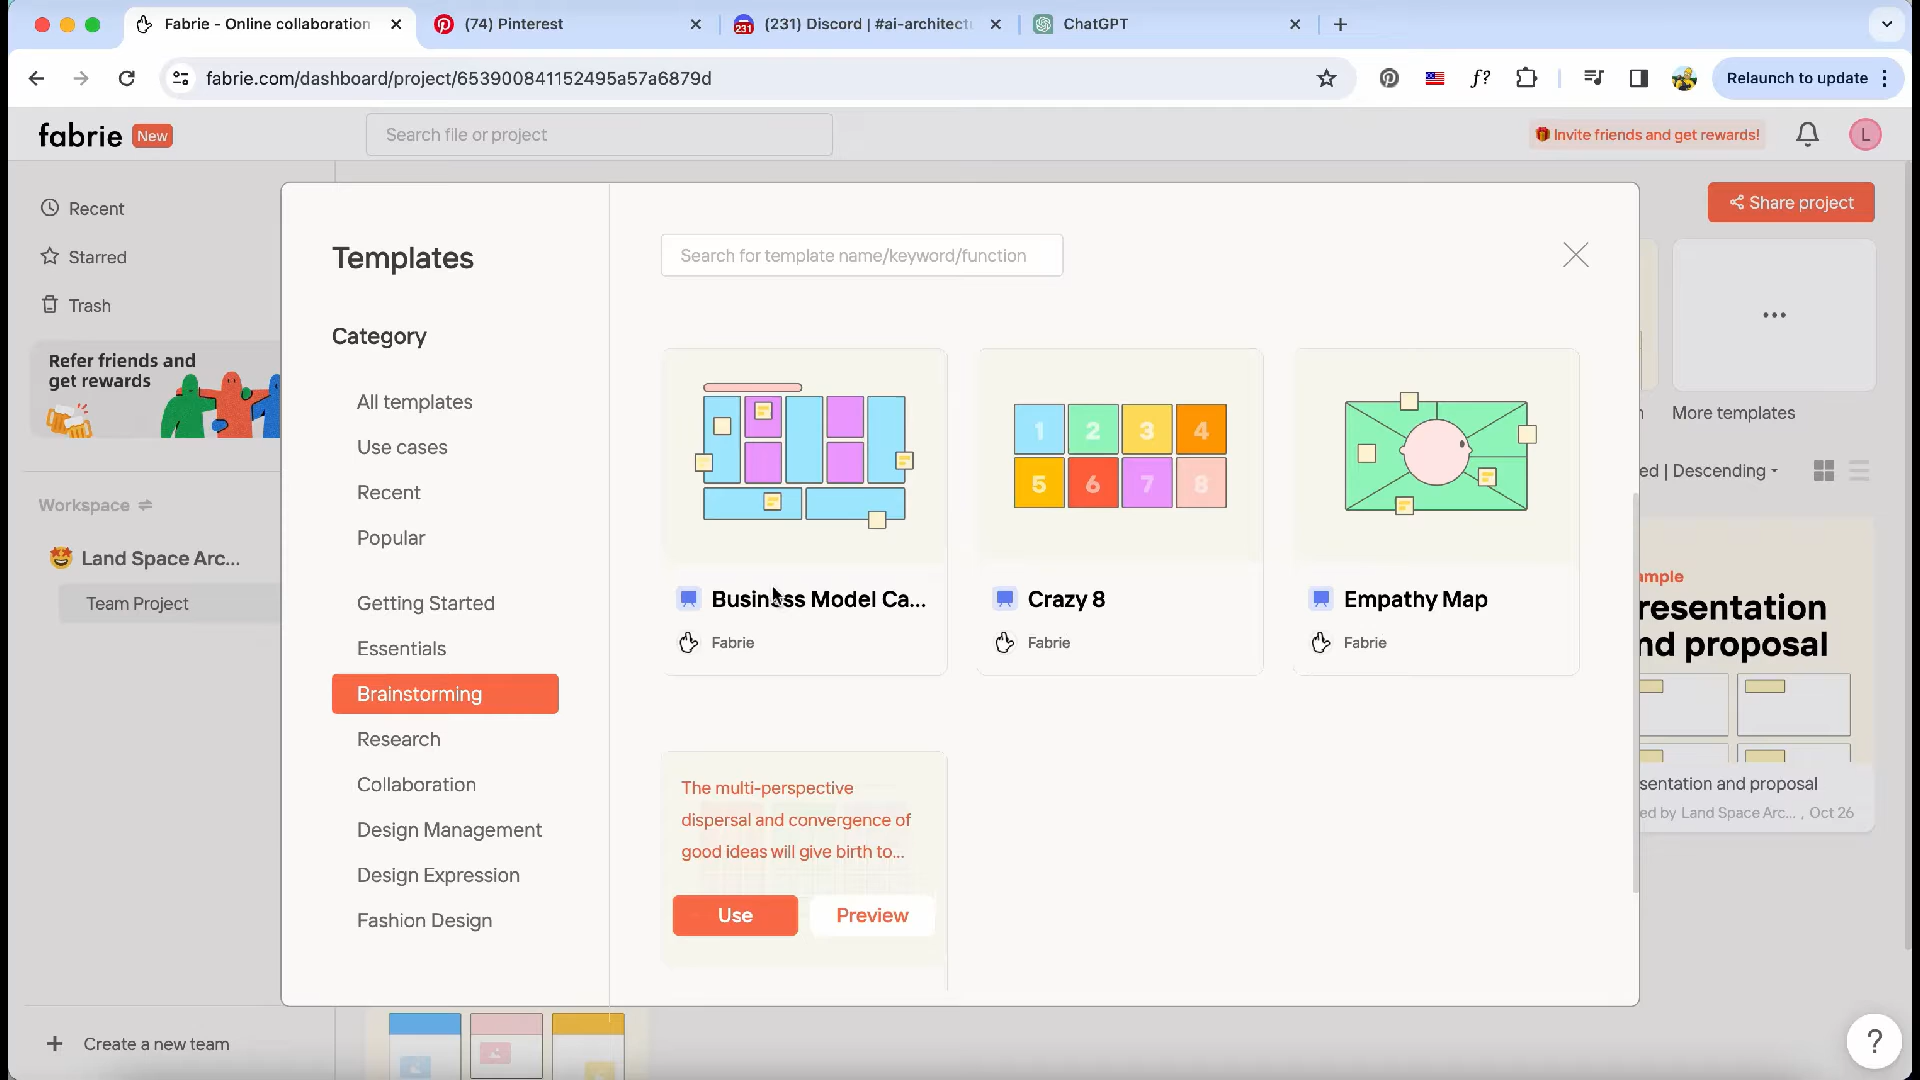 Fabrie - Online collaboration
(74) Pinterest
231
(231) Discord | #ai-architectu
ChatGPT
fabrie.com/dashboard/project/653900841152495a57a6879d
f?
Relaunch to update
fabrie New
Search file or project
Invite friends and get rewards!
L
Recent
Starred
Trash
Refer friends and
get rewards
Workspace
Land Space Arc...
Team Project
Create a new team
Templates
Category
All templates
Use cases
Recent
Popular
Getting Started
Essentials
Brainstorming
Research
Collaboration
Design Management
Design Expression
Fashion Design
Search for template name/keyword/function
Business Model Ca...
Fabrie
1 2 3 4
5 6 7 8
Crazy 8
Fabrie
Empathy Map
Fabrie
The multi-perspective
dispersal and convergence of
good ideas will give birth to...
Use
Preview
Share project
More templates
ed | Descending
mple
resentation
nd proposal
sentation and proposal
ed by Land Space Arc... , Oct 26
?